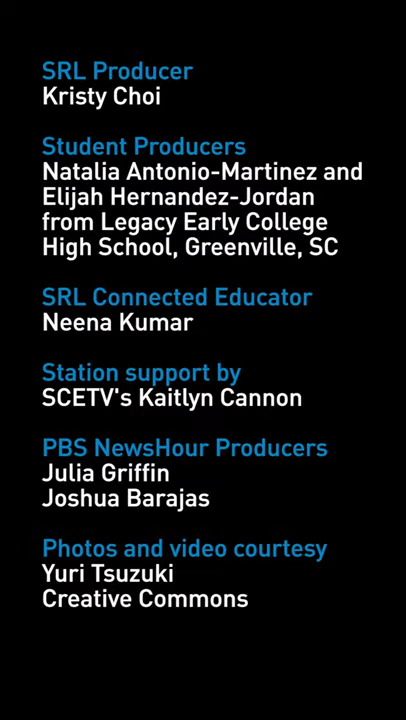 SRL Producer
Kristy Choi
Student Producers
Natalia Antonio-Martinez and
Elijah Hernandez-Jordan
from Legacy Early College
High School, Greenville, SC
SRL Connected Educator
Neena Kumar
Station support by
SCETV's Kaitlyn Cannon
PBS NewsHour Producers
Julia Griffin
Joshua Barajas
Photos and video courtesy
Yuri Tsuzuki
Creative Commons